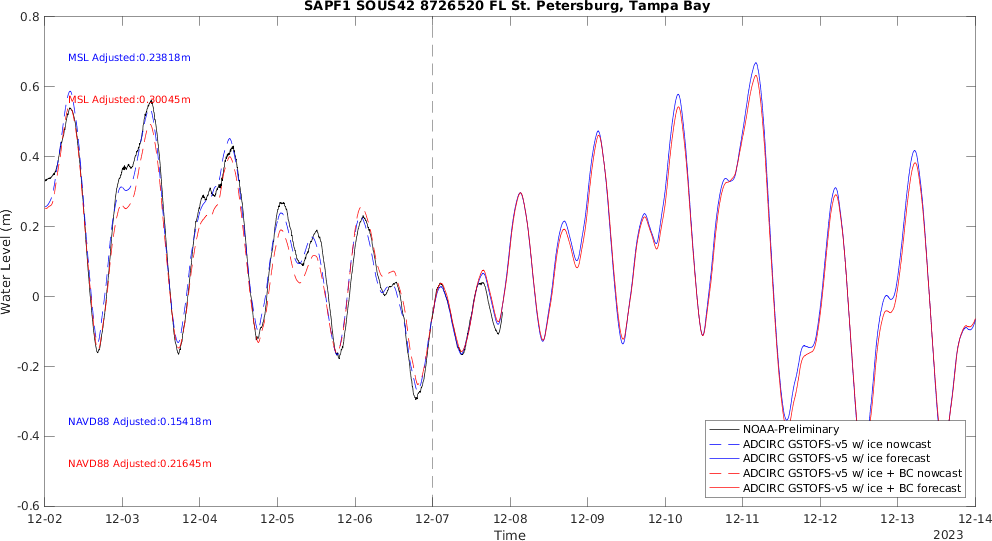 SAPF1 SOUS42 8726520 FL St. Petersburg, Tampa Bay
0.8
0.6
0.4
0.2
0
-0.2
-0.4
-0.6
Water Level (m)
MSL Adjusted:0.23818m
MSL Adjusted:0.30045m
NAVD88 Adjusted:0.15418m
NAVD88 Adjusted:0.21645m
NOAA-Preliminary
ADCIRC GSTOFS-v5 w/ ice nowcast
ADCIRC GSTOFS-v5 w/ ice forecast
ADCIRC GSTOFS-v5 w/ ice + BC nowcast
ADCIRC GSTOFS-v5 w/ ice + BC forecast
12-02 12-03 12-04 12-05 12-06 12-07 12-08 12-09 12-10 12-11 12-12 12-13 12-14
Time
2023